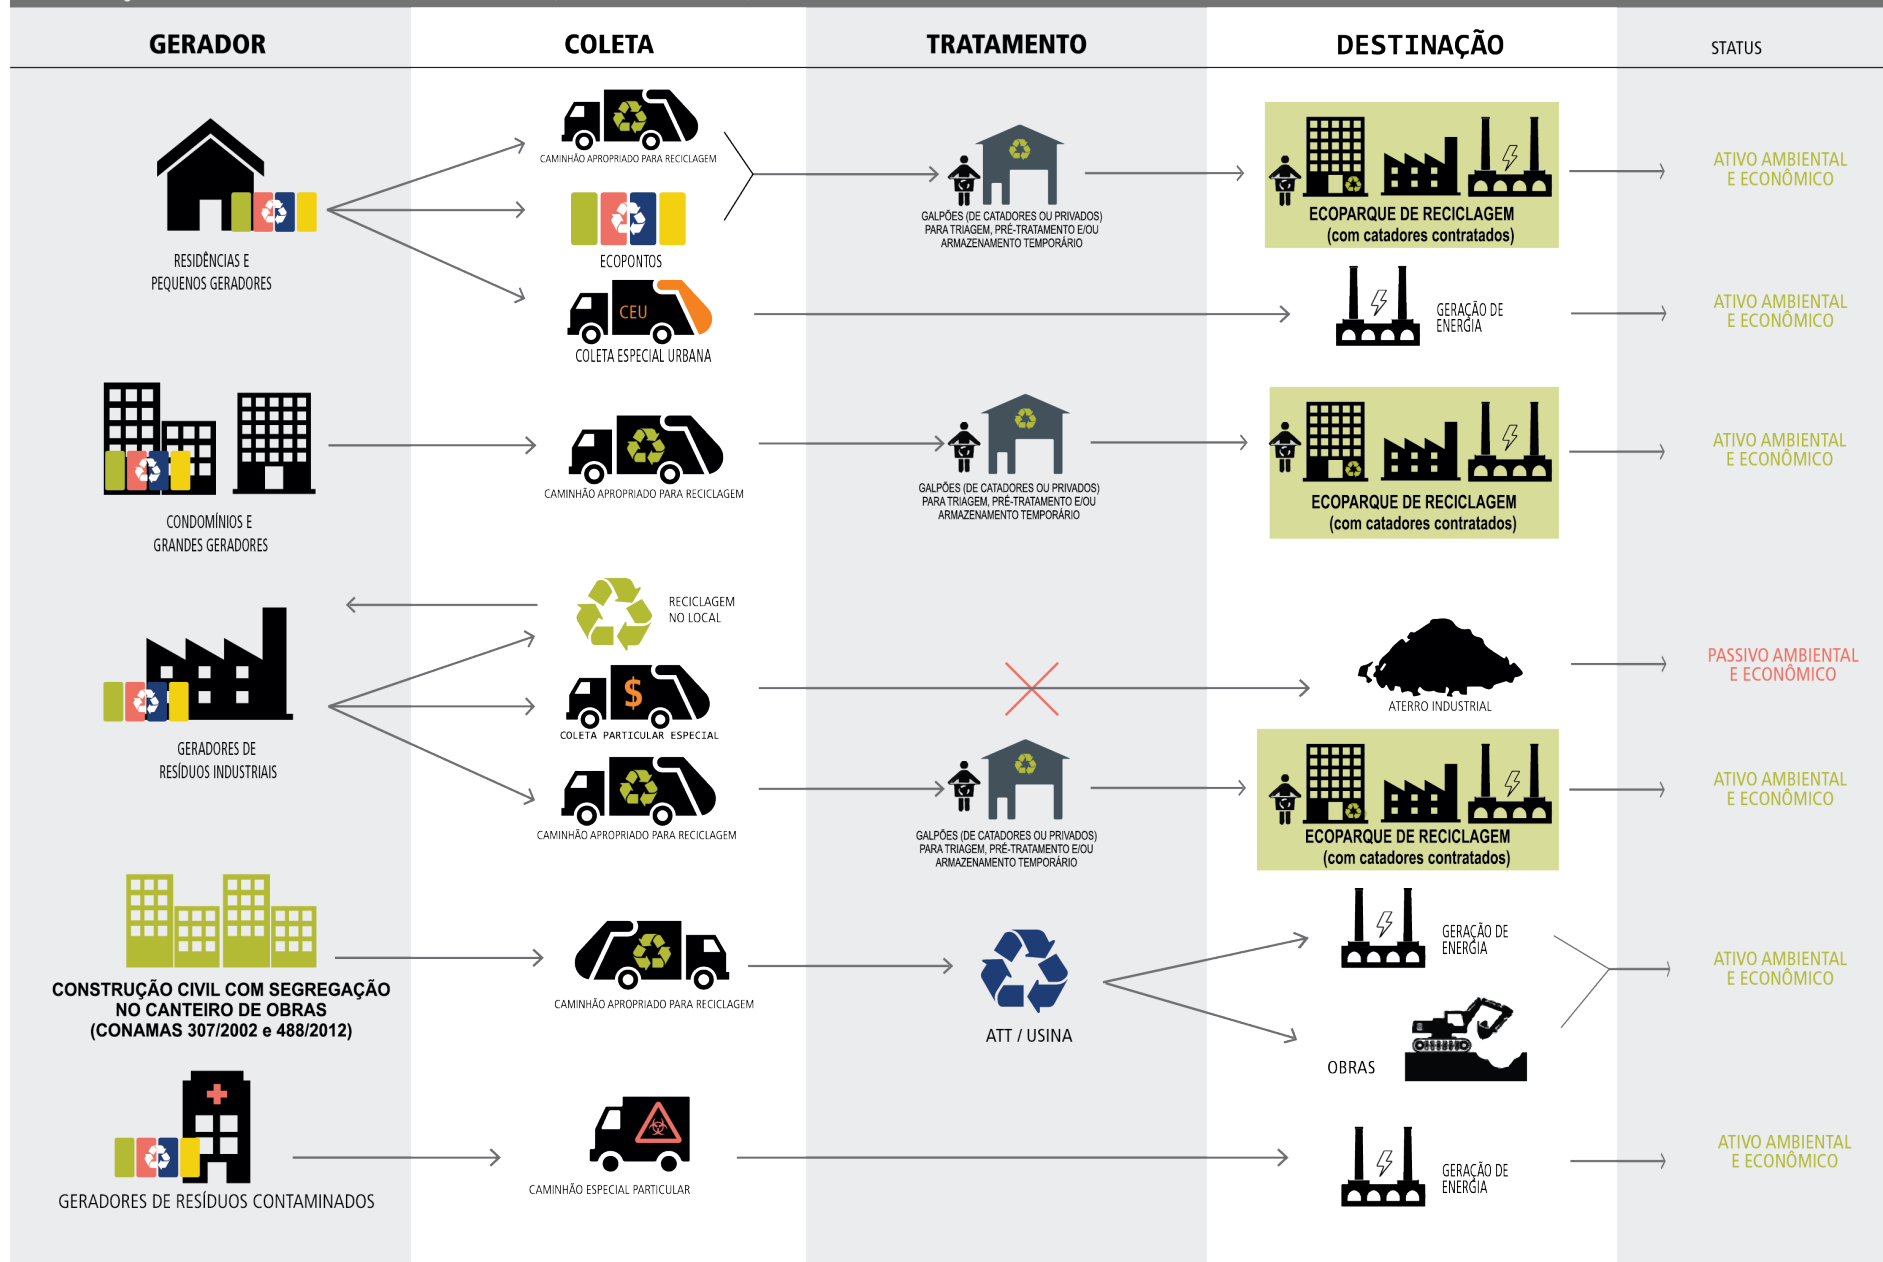 GERADOR
COLETA
TRATAMENTO
DESTINAÇÃO
STATUS
RESIDÊNCIAS E
PEQUENOS GERADORES
CAMINHÃO APROPRIADO PARA RECICLAGEM
ECOPONTOS
CEU
COLETA ESPECIAL URBANA
GALPÕES (DE CATADORES OU PRIVADOS)
PARA TRIAGEM, PRÉ-TRATAMENTO E/OU
ARMAZENAMENTO TEMPORÁRIO
ECOPARQUE DE RECICLAGEM
(com catadores contratados)
ATIVO AMBIENTAL
E ECONÔMICO
GERAÇÃO DE
ENERGIA
ATIVO AMBIENTAL
E ECONÔMICO
CONDOMÍNIOS E
GRANDES GERADORES
CAMINHÃO APROPRIADO PARA RECICLAGEM
GALPÕES (DE CATADORES OU PRIVADOS)
PARA TRIAGEM, PRÉ-TRATAMENTO E/OU
ARMAZENAMENTO TEMPORÁRIO
ECOPARQUE DE RECICLAGEM
(com catadores contratados)
ATIVO AMBIENTAL
E ECONÔMICO
GERADORES DE
RESÍDUOS INDUSTRIAIS
RECICLAGEM
NO LOCAL
$
COLETA PARTICULAR ESPECIAL
ATERRO INDUSTRIAL
PASSIVO AMBIENTAL
E ECONÔMICO
CAMINHÃO APROPRIADO PARA RECICLAGEM
GALPÕES (DE CATADORES OU PRIVADOS)
PARA TRIAGEM, PRÉ-TRATAMENTO E/OU
ARMAZENAMENTO TEMPORÁRIO
ECOPARQUE DE RECICLAGEM
(com catadores contratados)
ATIVO AMBIENTAL
E ECONÔMICO
CONSTRUÇÃO CIVIL COM SEGREGAÇÃO
NO CANTEIRO DE OBRAS
(CONAMAS 307/2002 e 488/2012)
CAMINHÃO APROPRIADO PARA RECICLAGEM
ATT / USINA
GERAÇÃO DE
ENERGIA
OBRAS
ATIVO AMBIENTAL
E ECONÔMICO
GERADORES DE RESÍDUOS CONTAMINADOS
CAMINHÃO ESPECIAL PARTICULAR
GERAÇÃO DE
ENERGIA
ATIVO AMBIENTAL
E ECONÔMICO